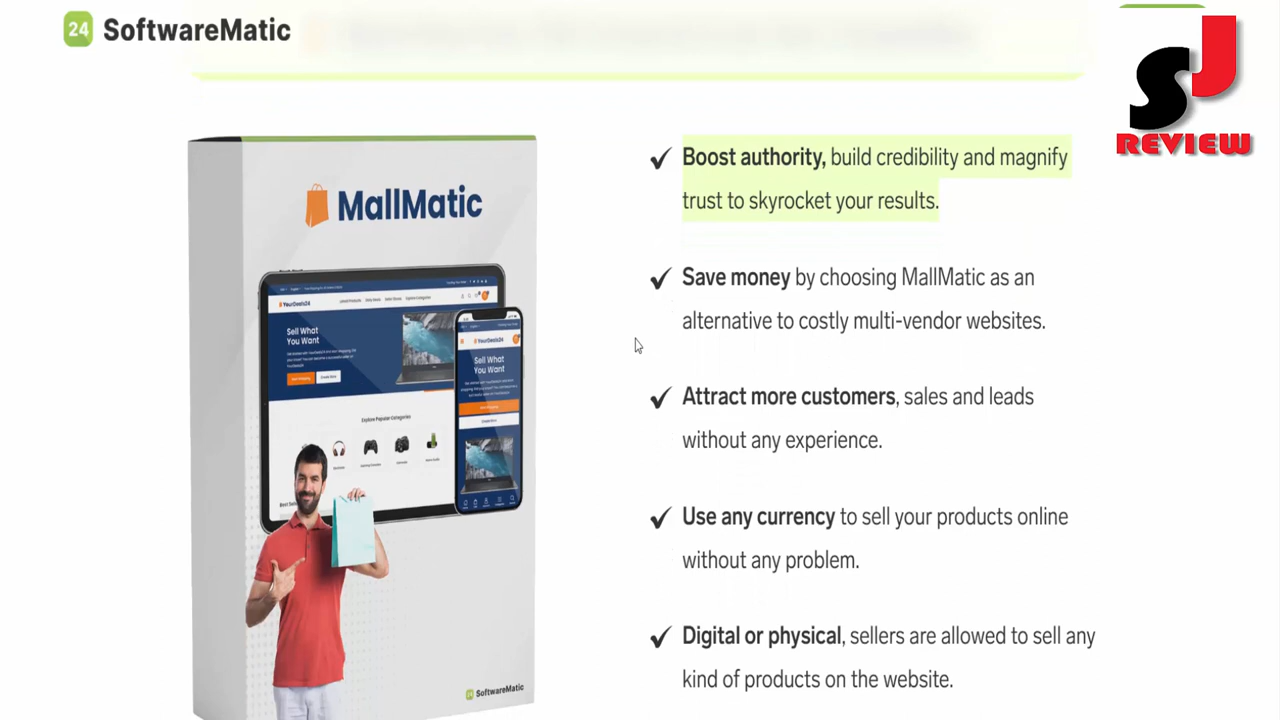 24 SoftwareMatic
SJ
REVIEW
MallMatic
YourDeals24
Sell What
You Want
Explore Popular Categories
YourDeals24
Sell What
You Want
SoftwareMatic
Boost authority, build credibility and magnify
trust to skyrocket your results.
Save money by choosing MallMatic as an
alternative to costly multi-vendor websites.
Attract more customers, sales and leads
without any experience.
Use any currency to sell your products online
without any problem.
Digital or physical, sellers are allowed to sell any
kind of products on the website.